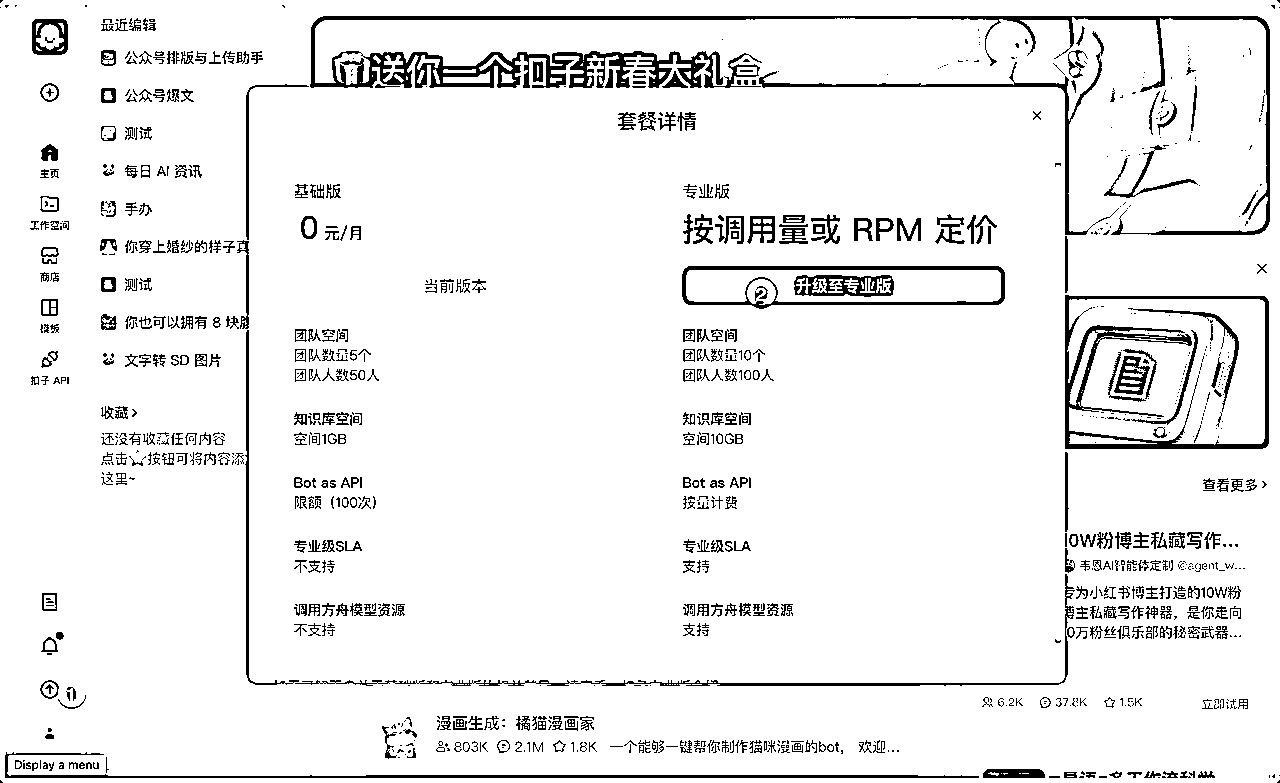 最近编辑
公众号排版与上传助手
公众号爆文
测试
每日 AI 资讯
手办
你穿上婚纱的样子真
测试
你也可以拥有 8 块腹
文字转 SD 图片
收藏 >
还没有收藏任何内容
点击☆按钮可将内容添
这里~
主页
工作空间
商店
模板
扣子 API
1
Display a menu
送你一个扣子新春大礼盒
套餐详情
基础版
0 元/月
当前版本
团队空间
团队数量5个
团队人数50人
知识库空间
空间1GB
Bot as API
限额（100次）
专业级SLA
不支持
调用方舟模型资源
不支持
专业版
按调用量或 RPM 定价
2 升级至专业版
团队空间
团队数量10个
团队人数100人
知识库空间
空间10GB
Bot as API
按量计费
专业级SLA
支持
调用方舟模型资源
支持
查看更多 >
0W粉博主私藏写作...
韦恩AI智能体定制 @agent_w...
专为小红书博主打造的10W粉
博主私藏写作神器，是你走向
0万粉丝俱乐部的秘密武器...
6.2K 37.8K 1.5K 立即试用
漫画生成：橘猫漫画家
803K 2.1M 1.8K 一个能够一键帮你制作猫咪漫画的bot， 欢迎...